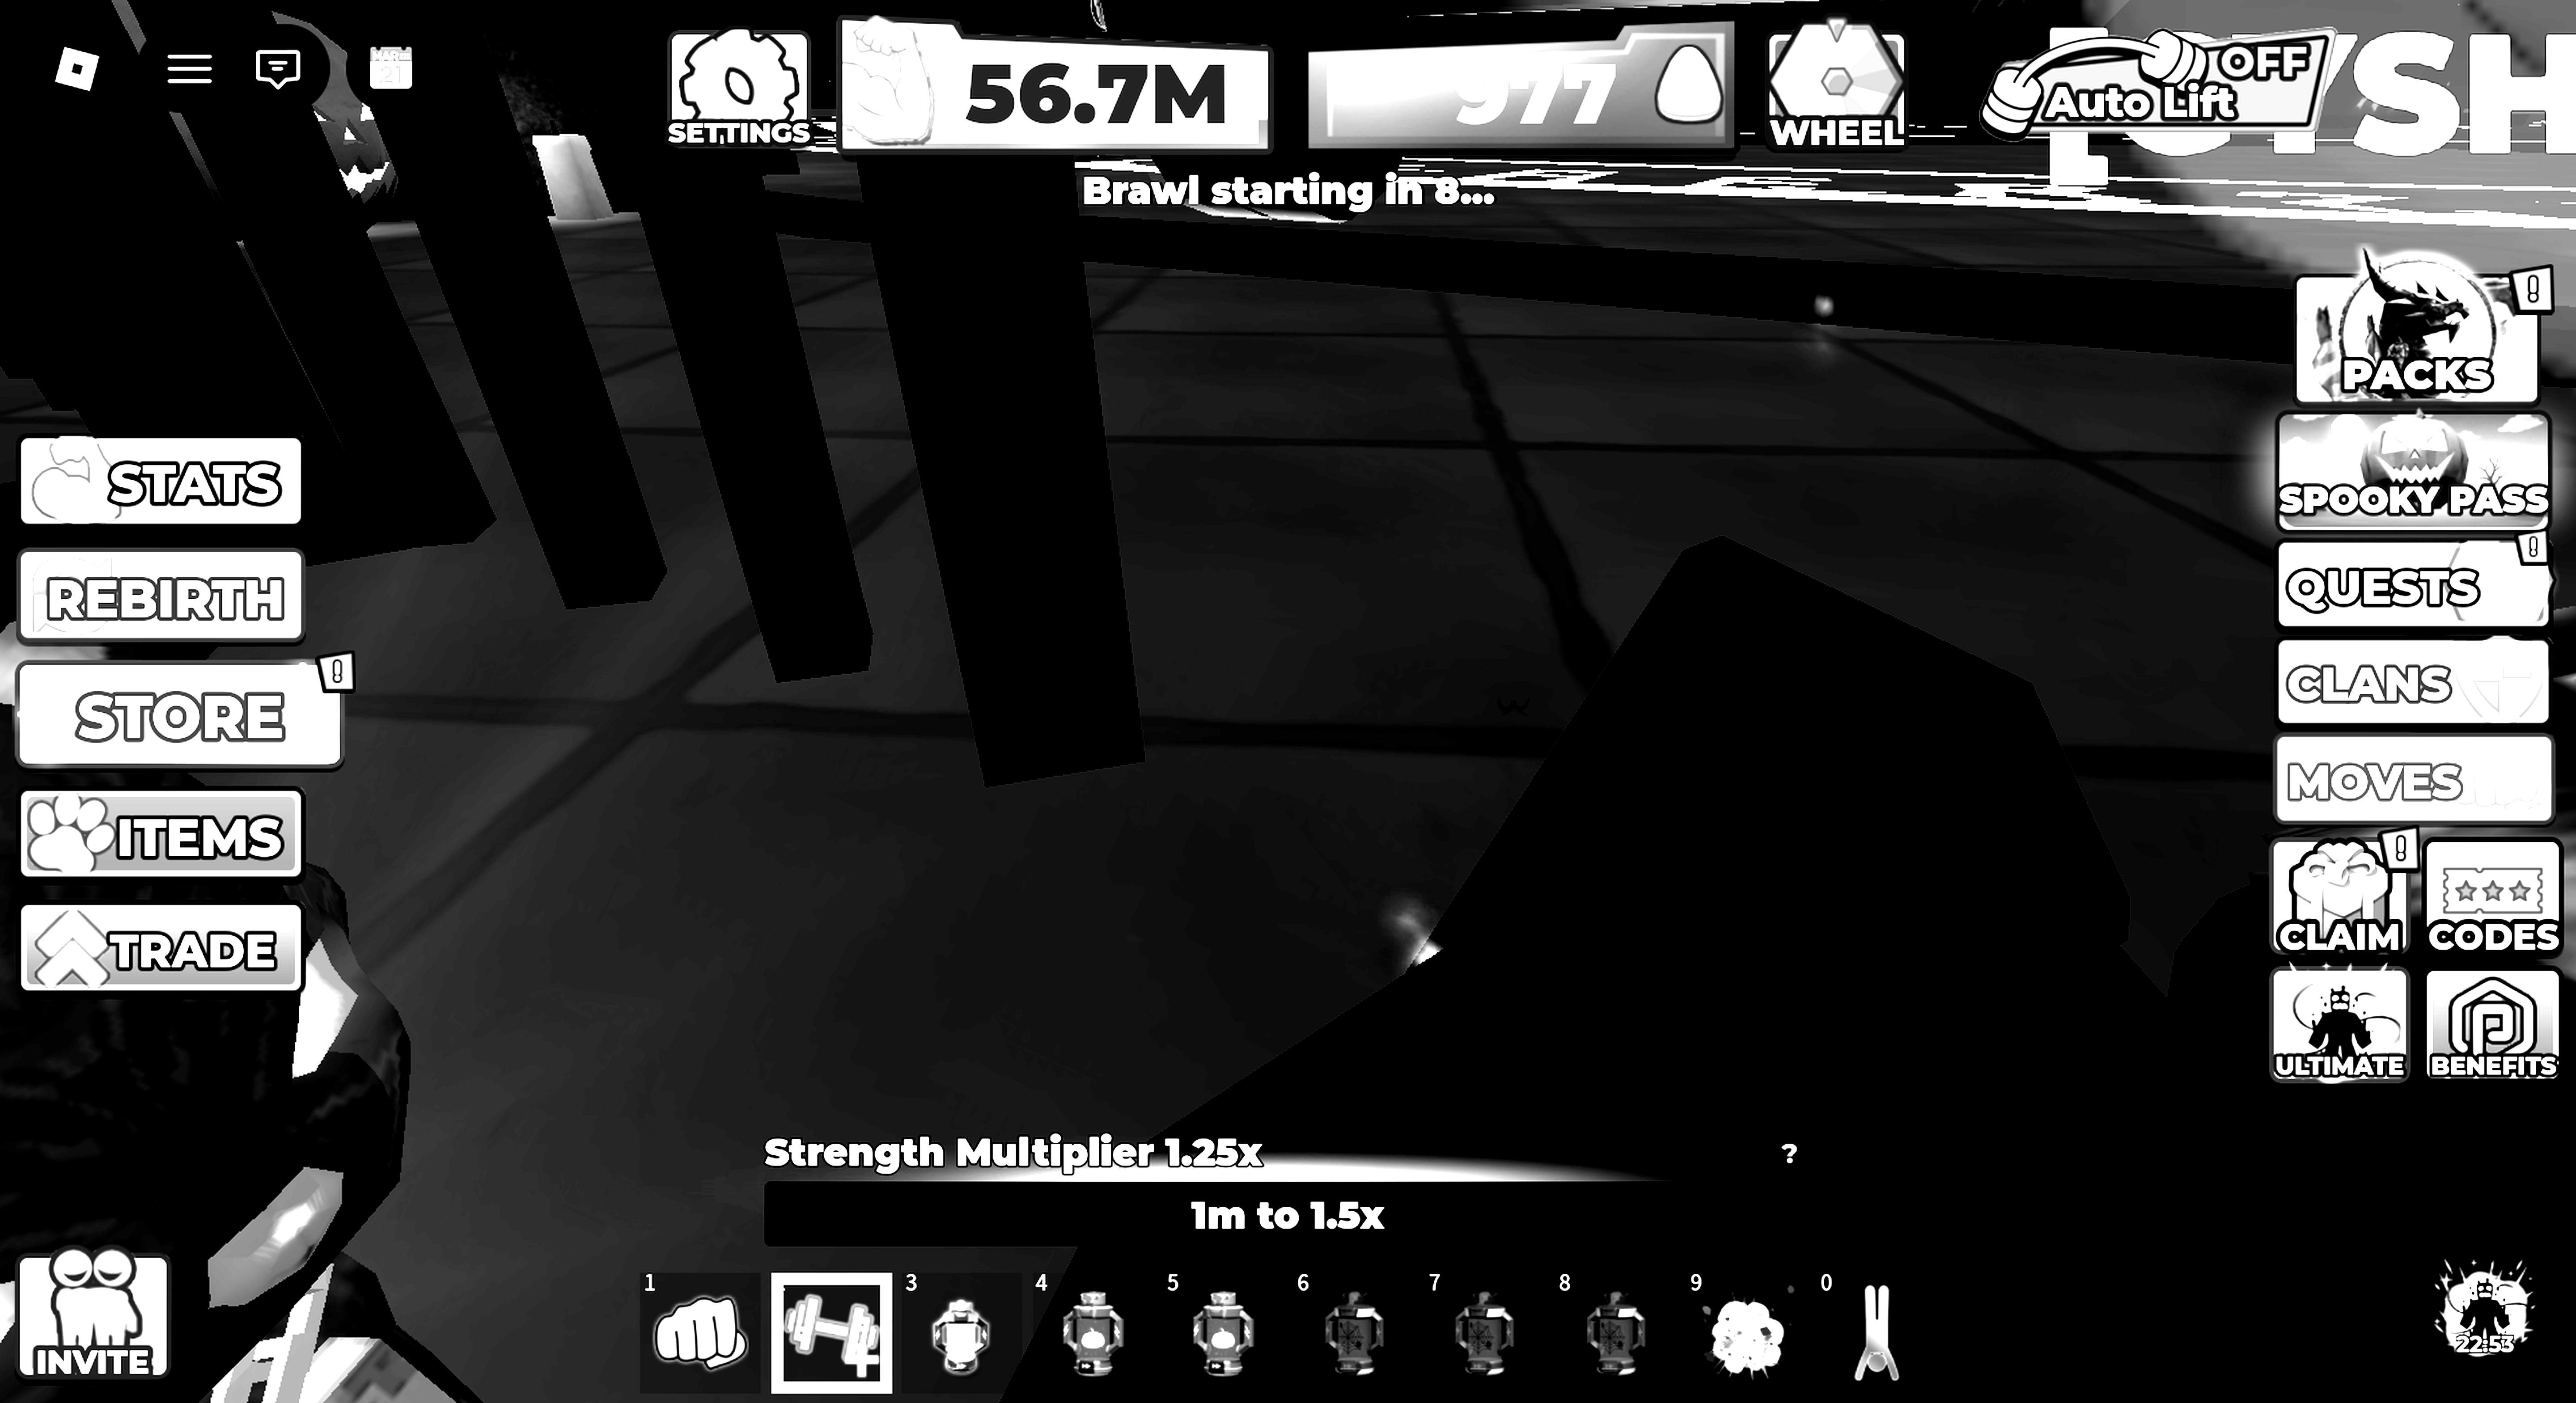 SETTINGS
56.7M
977
WHEEL
OFF
Auto Lift
Brawl starting in 8...
PACKS
SPOOKY PASS
STATS
QUESTS
REBIRTH
CLANS
STORE
MOVES
ITEMS
CLAIM
CODES
TRADE
ULTIMATE
BENEFITS
Strength Multiplier 1.25x
?
1m to 1.5x
1
3
4
5
6
7
8
9
0
INVITE
22:53